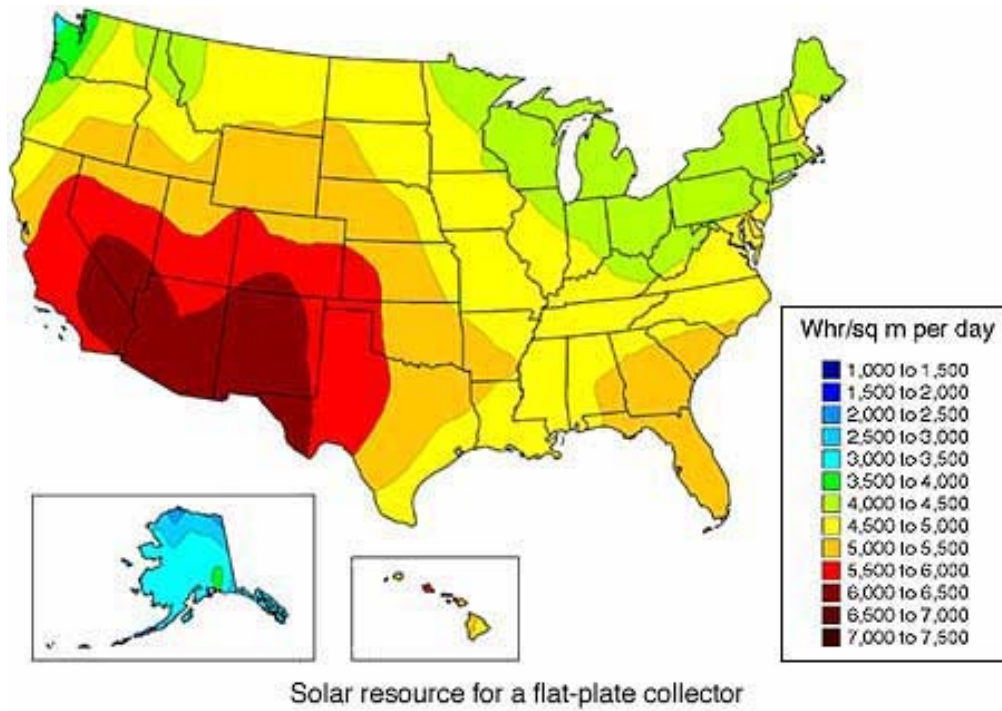 Whr/sq m per day
1,000 to 1,500
1,500 to 2,000
2,000 to 2,500
2,500 to 3,000
3,000 to 3,500
3,500 to 4,000
4,000 to 4,500
4,500 to 5,000
5,000 to 5,500
5,500 to 6,000
6,000 to 6,500
6,500 to 7,000
7,000 to 7,500
Solar resource for a flat-plate collector